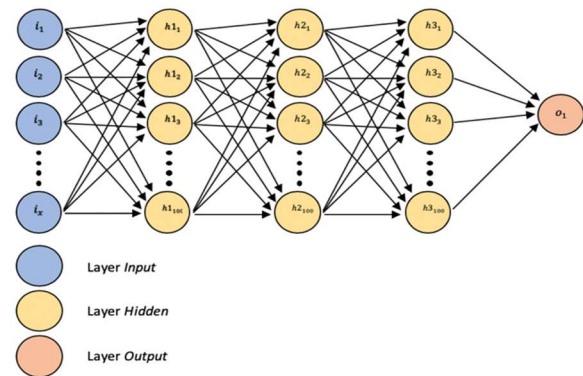 i₁ h1₁ h2₁ h3₁
i₂ h1₂ h2₂ h3₂
i₃ h1₃ h2₃ h3₃ o₁
iₓ h1₁₀₀ h2₁₀₀ h3₁₀₀
Layer Input
Layer Hidden
Layer Output